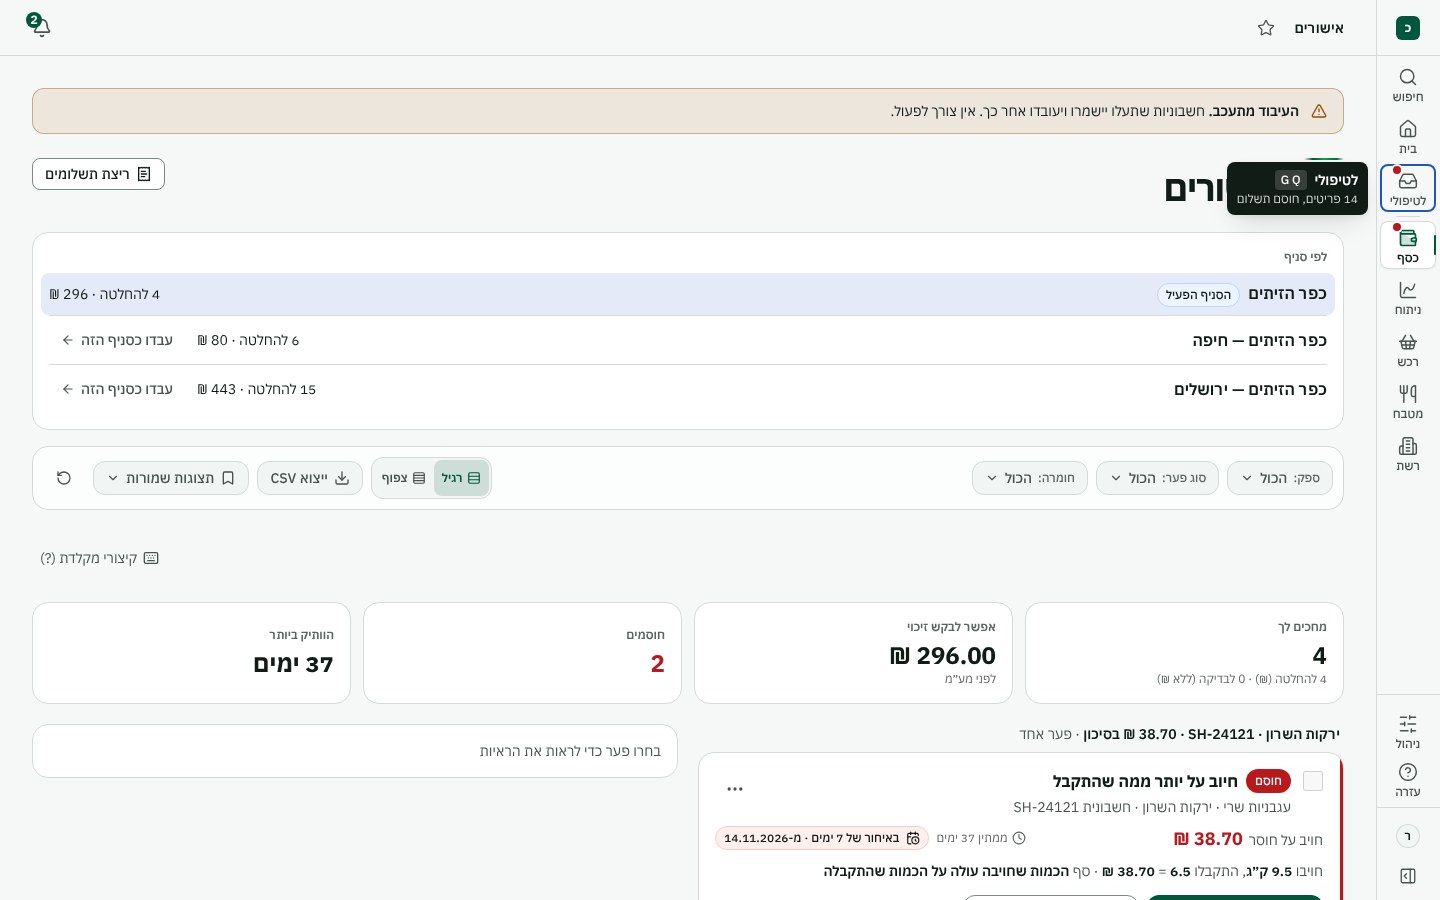 כ
חיפוש
בית
לטיפולי
כסף
ניתוח
רכש
מטבח
רשת
ניהול
עזרה
ר
אישורים
2
העיבוד מתעכב. חשבוניות שתעלו יישמרו ויעובדו אחר כך. אין צורך לפעול.
לטיפולי G Q
14 פריטים, חוסם תשלום
ורים
ריצת תשלומים
לפי סניף
כפר הזיתים הסניף הפעיל 4 להחלטה · 296 ₪
כפר הזיתים — חיפה 6 להחלטה · 80 ₪ עבדו כסניף הזה ←
כפר הזיתים — ירושלים 15 להחלטה · 443 ₪ עבדו כסניף הזה ←
ספק: הכול סוג פער: הכול חומרה: הכול רגיל צפוף ייצוא CSV תצוגות שמורות
קיצורי מקלדת (?)
מחכים לך
4
4 להחלטה (₪) · 0 לבדיקה (ללא ₪)
אפשר לבקש זיכוי
296.00 ₪
לפני מע״מ
חוסמים
2
הוותיק ביותר
37 ימים
ירקות השרון · SH-24121 · 38.70 ₪ בסיכון · פער אחד
חוסם חיוב על יותר ממה שהתקבל
עגבניות שרי · ירקות השרון · חשבונית SH-24121
חויב על חוסר 38.70 ₪ ממתין 37 ימים באיחור של 7 ימים · מ-14.11.2026
חויבו 9.5 ק״ג, התקבלו 6.5 = 38.70 ₪ · סף הכמות שחויבה עולה על הכמות שהתקבלה
בחרו פער כדי לראות את הראיות